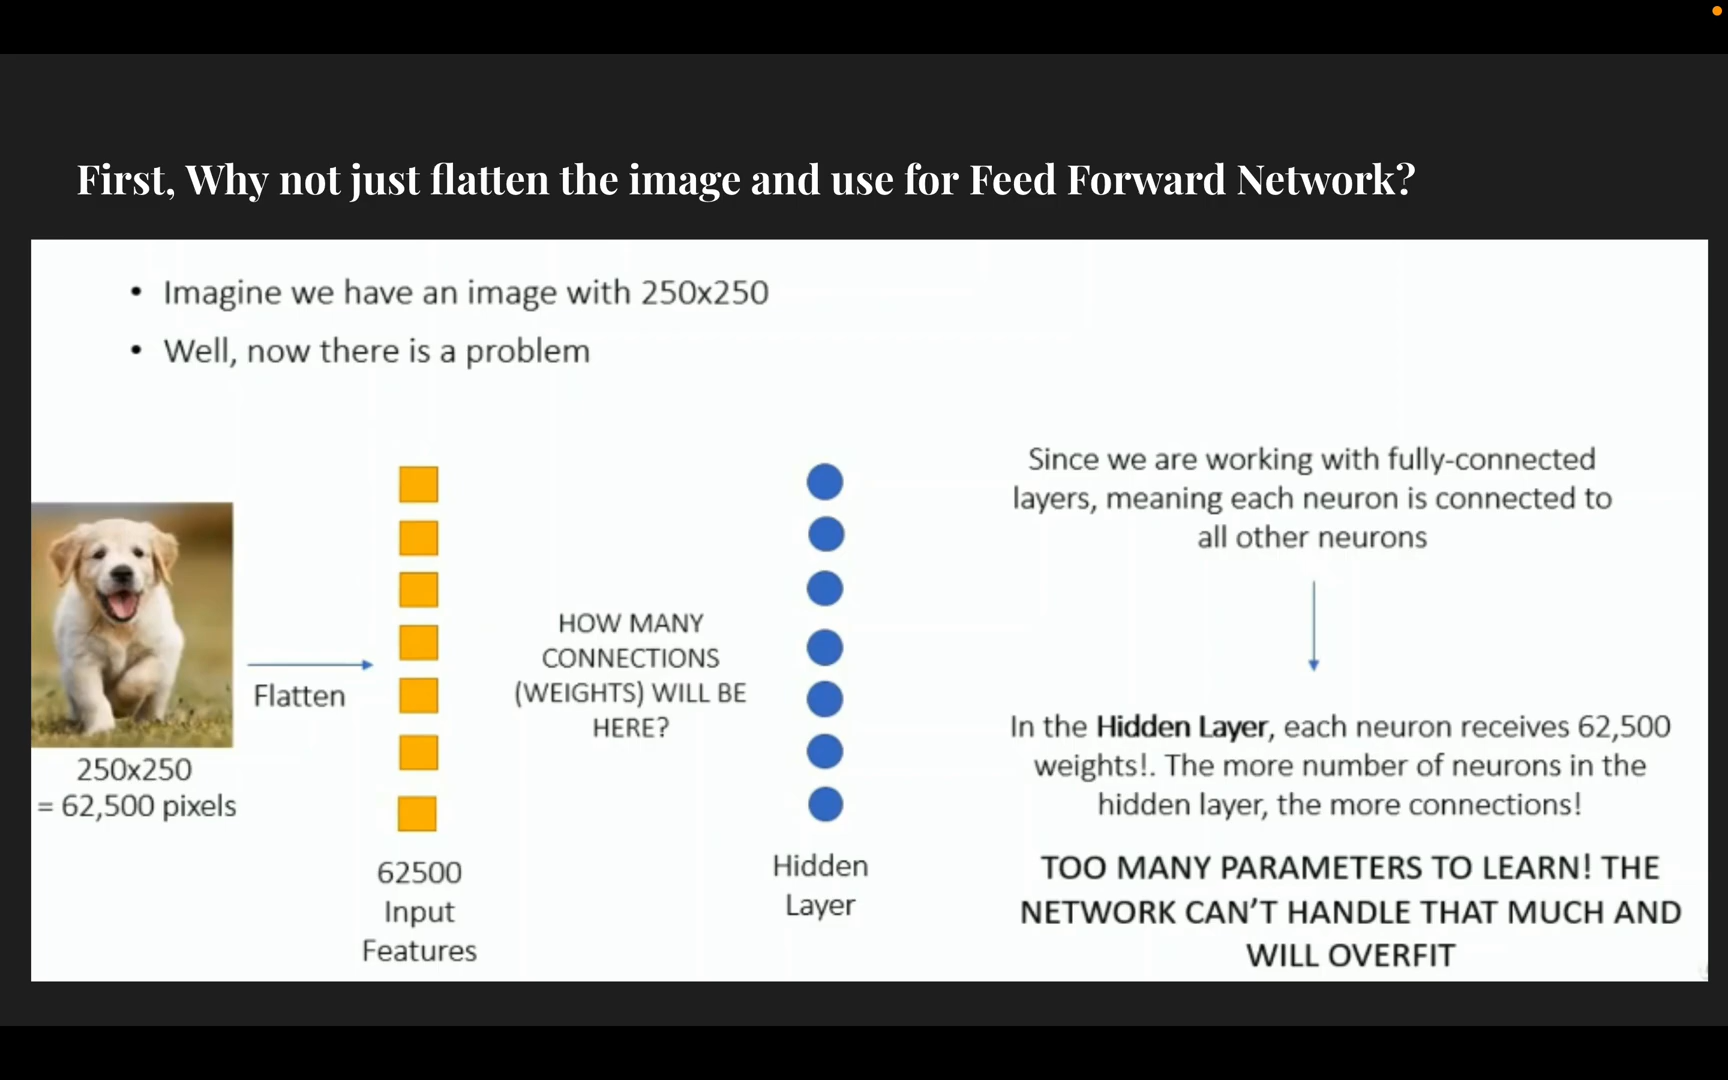 First, Why not just flatten the image and use for Feed Forward Network?
• Imagine we have an image with 250x250
• Well, now there is a problem
Flatten
250x250
= 62,500 pixels
62500
Input
Features
HOW MANY
CONNECTIONS
(WEIGHTS) WILL BE
HERE?
Hidden
Layer
Since we are working with fully-connected
layers, meaning each neuron is connected to
all other neurons
In the Hidden Layer, each neuron receives 62,500
weights!. The more number of neurons in the
hidden layer, the more connections!
TOO MANY PARAMETERS TO LEARN! THE
NETWORK CAN'T HANDLE THAT MUCH AND
WILL OVERFIT